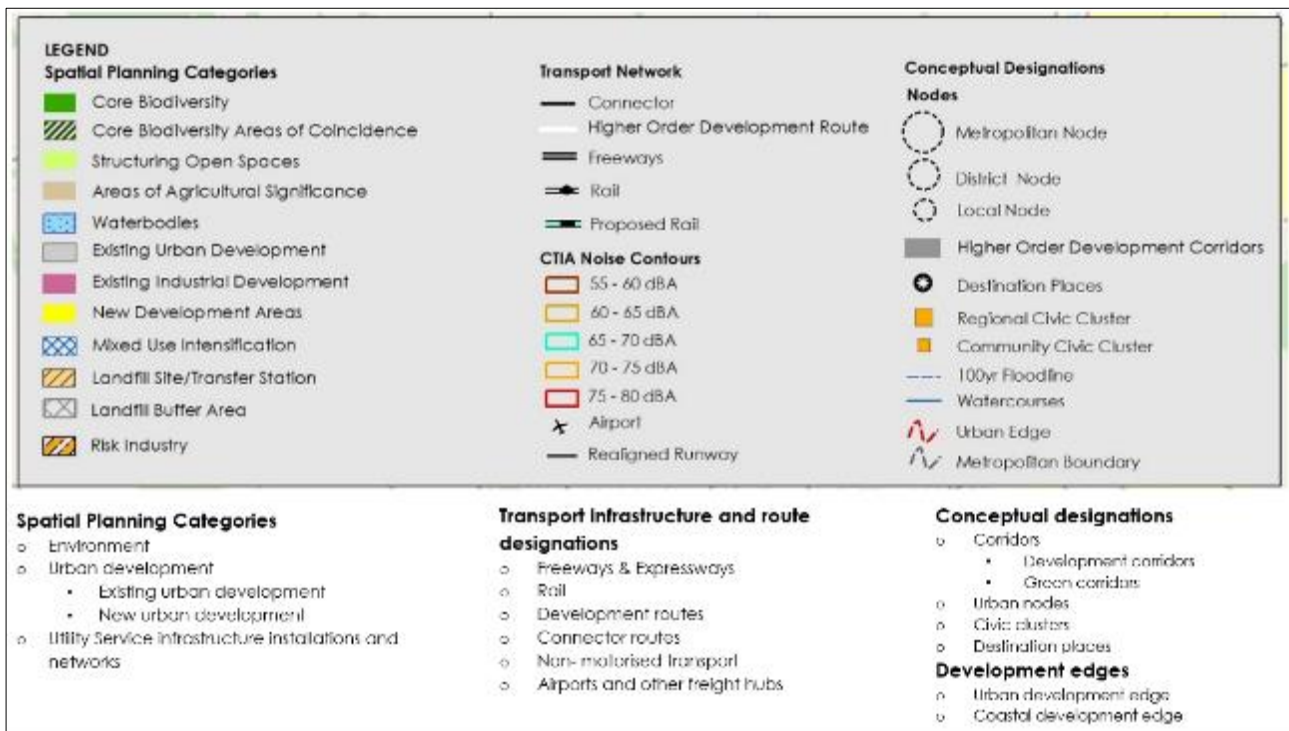 LEGEND
Spatial Planning Categories
Core Biodiversity
Core Biodiversity Areas of Coincidence
Structuring Open Spaces
Areas of Agricultural Significance
Waterbodies
Existing Urban Development
Existing Industrial Development
New Development Areas
Mixed Use Intensification
Landfill Site/Transfer Station
Landfill Buffer Area
Risk Industry
Transport Network
Connector
Higher Order Development Route
Freeways
Rail
Proposed Rail
CTIA Noise Contours
55 - 60 dBA
60 - 65 dBA
65 - 70 dBA
70 - 75 dBA
75 - 80 dBA
Airport
Realigned Runway
Conceptual Designations
Nodes
Metropolitan Node
District Node
Local Node
Higher Order Development Corridors
Destination Places
Regional Civic Cluster
Community Civic Cluster
100yr Floodline
Watercourses
Urban Edge
Metropolitan Boundary
Spatial Planning Categories
o Environment
o Urban development
▪ Existing urban development
▪ New urban development
o Utility Service infrastructure installations and
networks
Transport infrastructure and route
designations
o Freeways & Expressways
o Rail
o Development routes
o Connector routes
o Non- motorised transport
o Airports and other freight hubs
Conceptual designations
o Corridors
▪ Development corridors
▪ Green corridors
o Urban nodes
o Civic clusters
o Destination places
Development edges
o Urban development edge
o Coastal development edge